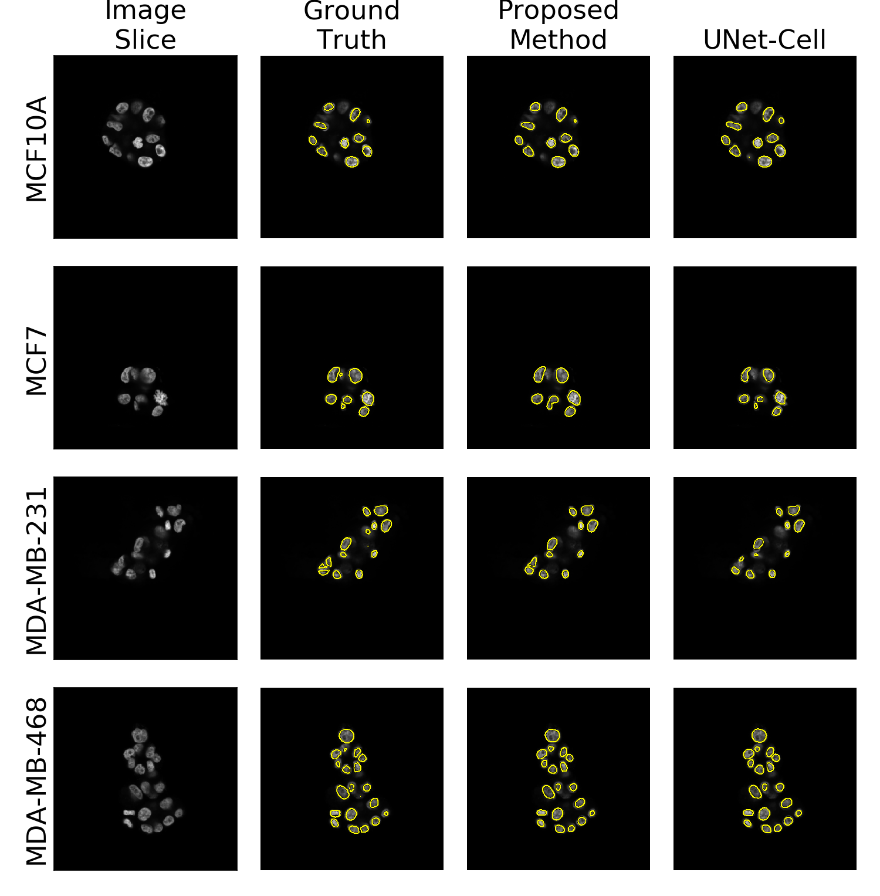 Image
Slice
Ground
Truth
Proposed
Method
UNet-Cell
MCF10A
MCF7
MDA-MB-231
MDA-MB-468